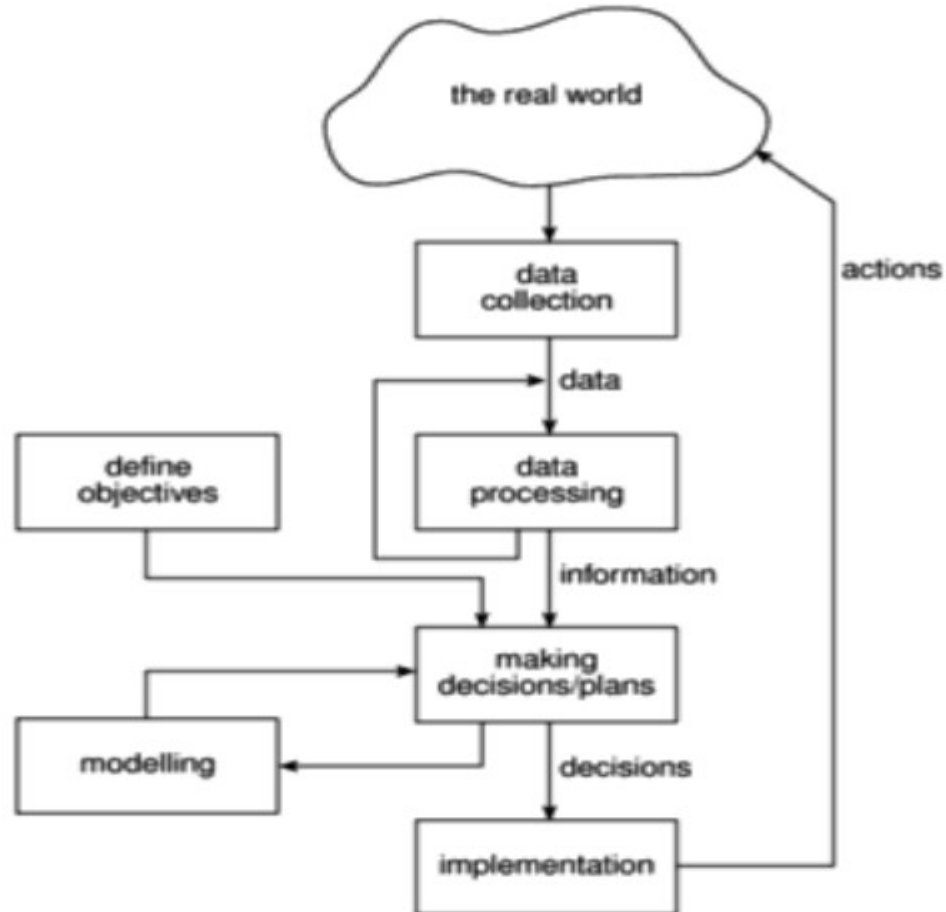 the real world
actions
data
collection
data
define
objectives
data
processing
information
making
decisions/plans
modelling
decisions
implementation